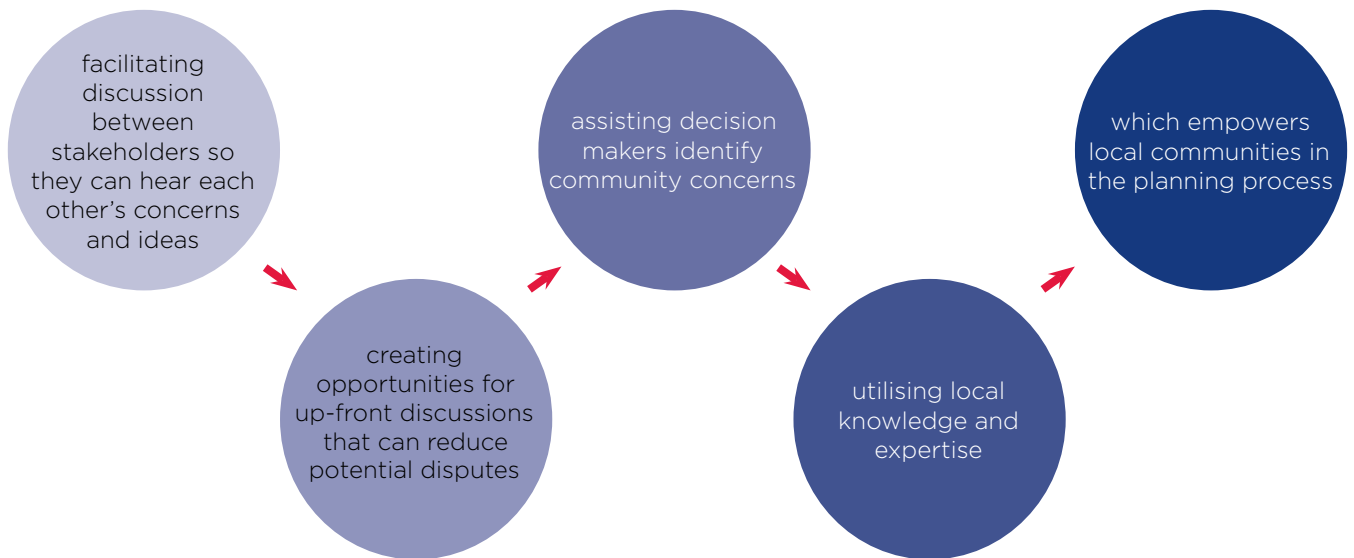 facilitating
discussion
between
stakeholders so
they can hear each
other’s concerns
and ideas
creating
opportunities for
up-front discussions
that can reduce
potential disputes
assisting decision
makers identify
community concerns
utilising local
knowledge and
expertise
which empowers
local communities in
the planning process